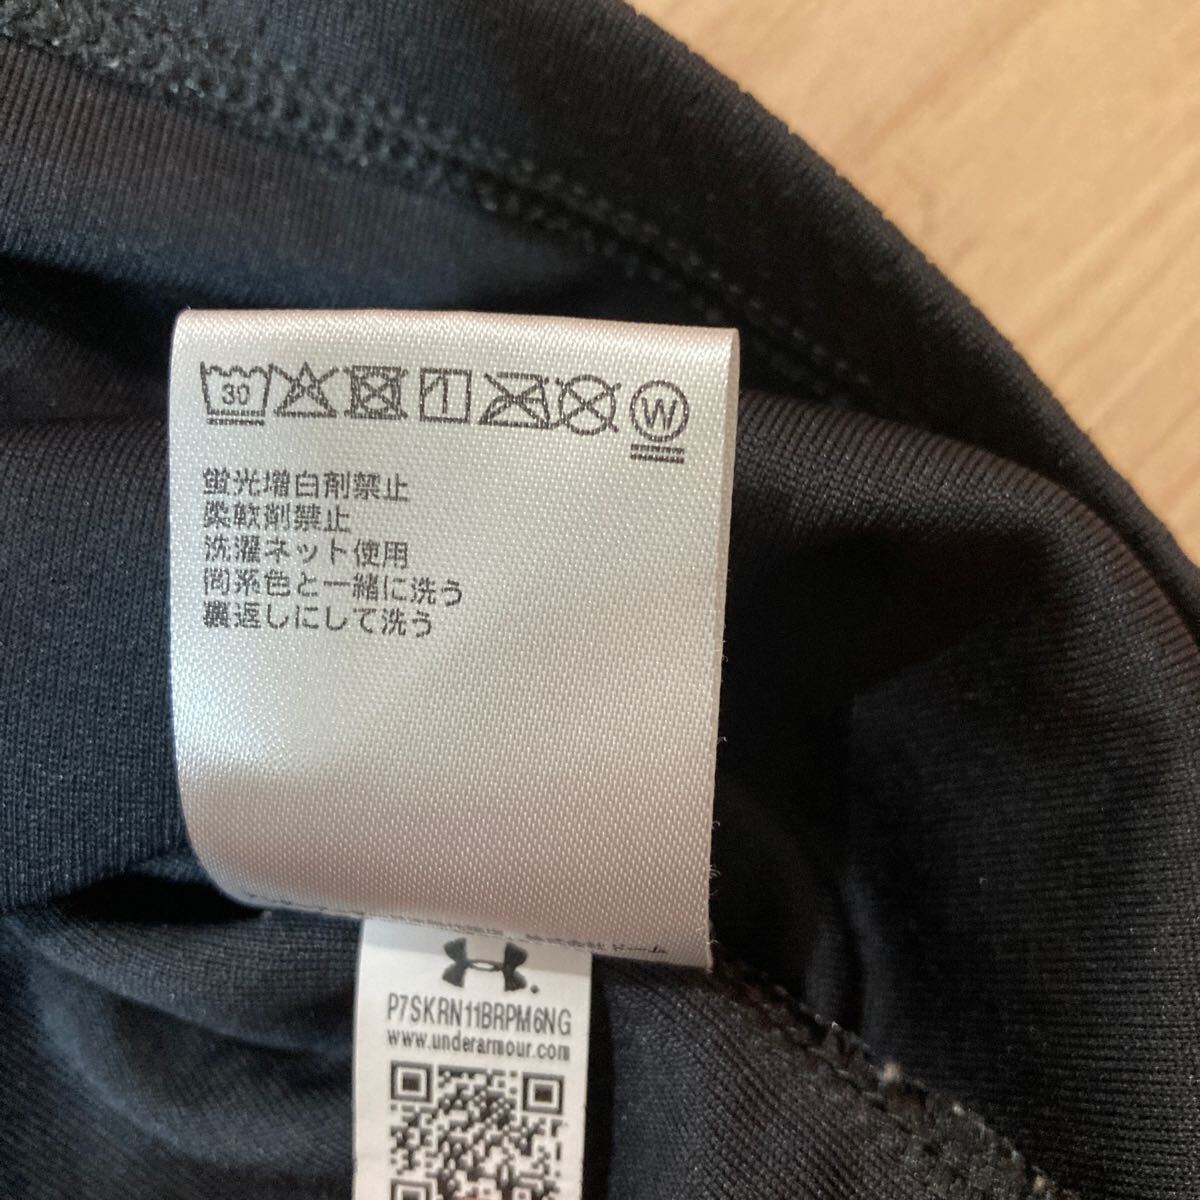 30 W
蛍光増白剤禁止
柔軟剤禁止
洗濯ネット使用
同系色と一緒に洗う
裏返しにして洗う
P7SKRN11BRPM6NG
www.underarmour.com